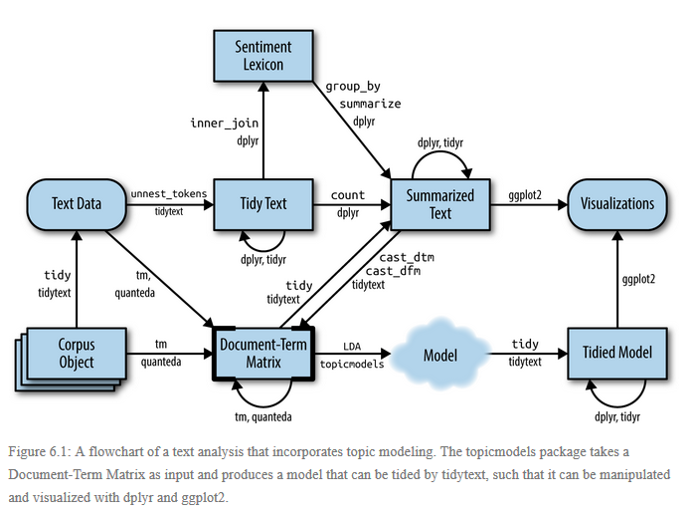 Sentiment
Lexicon
group_by
summarize
dplyr
inner_join
dplyr
dplyr, tidyr
Text Data
unnest_tokens
tidytext
Tidy Text
count
dplyr
Summarized
Text
ggplot2
Visualizations
dplyr, tidyr
tidy
tidytext
tm,
quanteda
tidy
tidytext
cast_dtm
cast_dfm
tidytext
ggplot2
Corpus
Object
tm
quanteda
Document-Term
Matrix
LDA
topicmodels
Model
tidy
tidytext
Tidied Model
tm, quanteda
dplyr, tidyr
Figure 6.1: A flowchart of a text analysis that incorporates topic modeling. The topicmodels package takes a
Document-Term Matrix as input and produces a model that can be tided by tidytext, such that it can be manipulated
and visualized with dplyr and ggplot2.